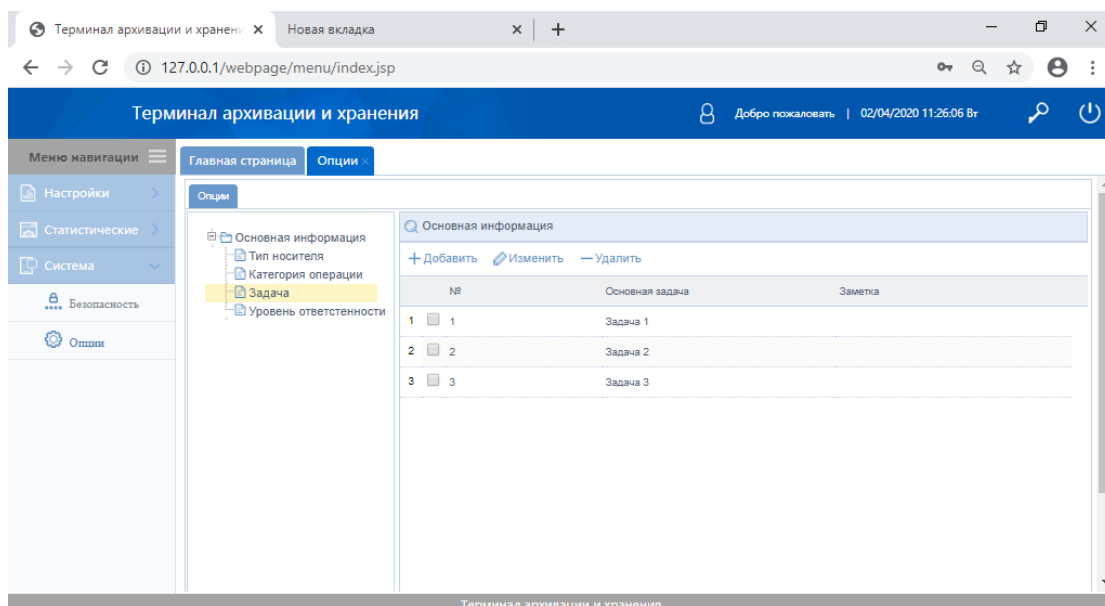 Терминал архивации и хранени
Новая вкладка
127.0.0.1/webpage/menu/index.jsp
Терминал архивации и хранения
Добро пожаловать | 02/04/2020 11:26:06 Вт
Меню навигации
Главная страница
Опции
Настройки
Статистические
Система
Безопасность
Опции
Опции
Основная информация
Тип носителя
Категория операции
Задача
Уровень ответстенности
Основная информация
Добавить Изменить Удалить
№ Основная задача Заметка
1 1 Задача 1
2 2 Задача 2
3 3 Задача 3
Терминал архивации и хранения